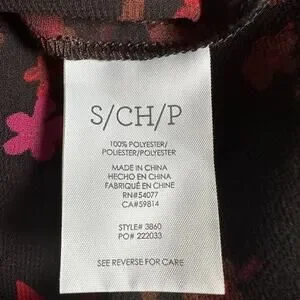 S/CH/P
100% POLYESTER/
POLIESTER/POLYESTER
MADE IN CHINA
HECHO EN CHINA
FABRIQUÉ EN CHINE
RN#54077
CA#59814
STYLE# 3860
PO# 222033
SEE REVERSE FOR CARE